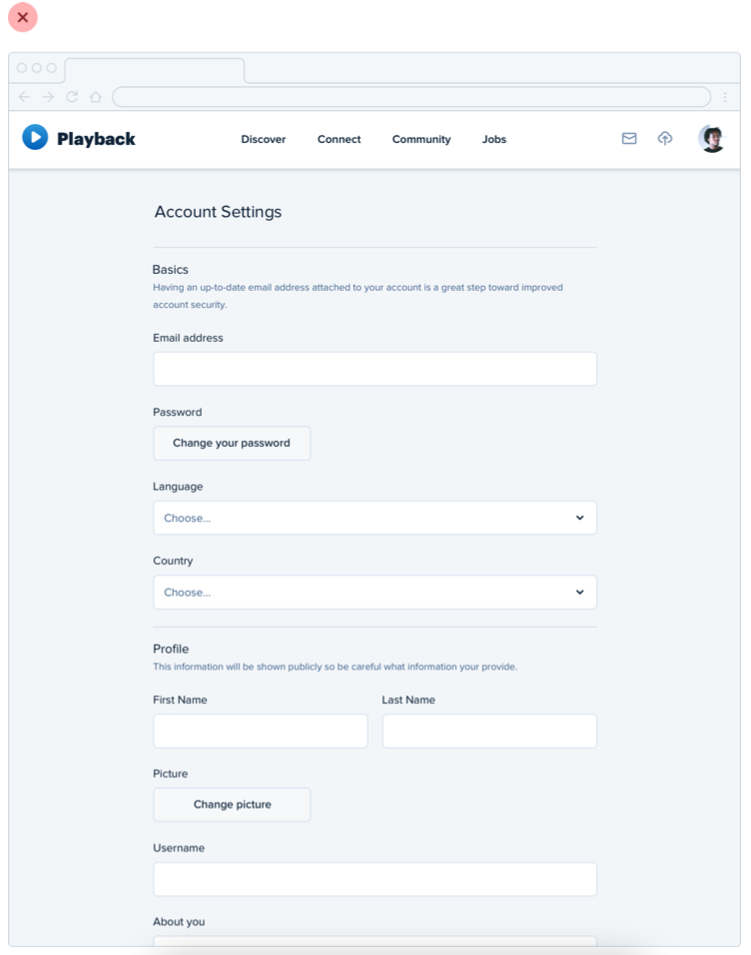 Playback
Discover
Connect
Community
Jobs
Account Settings
Basics
Having an up-to-date email address attached to your account is a great step toward improved
account security.
Email address
Password
Change your password
Language
Choose...
Country
Choose...
Profile
This information will be shown publicly so be careful what information your provide.
First Name
Last Name
Picture
Change picture
Username
About you